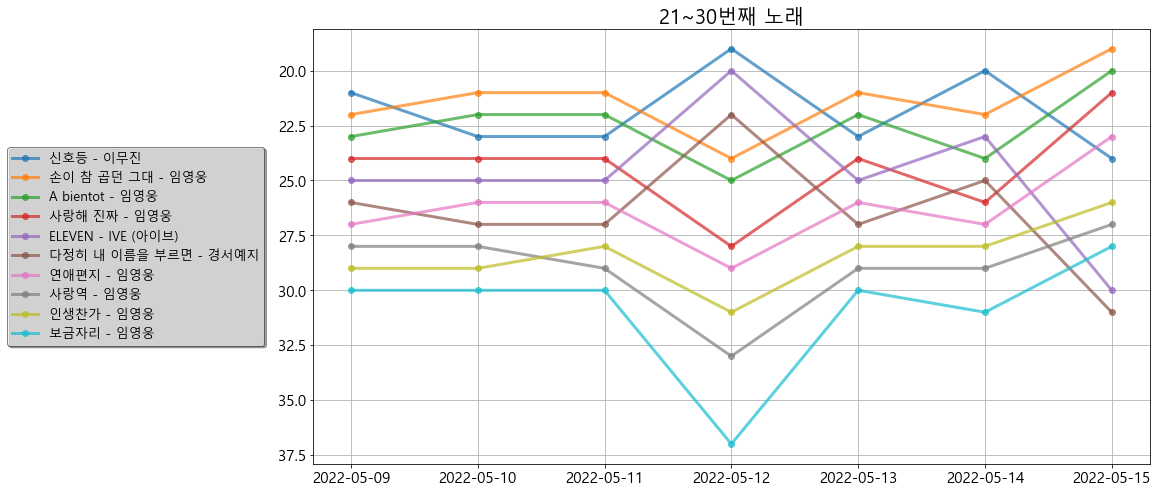 21~30번째 노래
신호등 - 이무진
손이 참 곱던 그대 - 임영웅
A bientot - 임영웅
사랑해 진짜 - 임영웅
ELEVEN - IVE (아이브)
다정히 내 이름을 부르면 - 경서예지
연애편지 - 임영웅
사랑역 - 임영웅
인생찬가 - 임영웅
보금자리 - 임영웅
20.0
22.5
25.0
27.5
30.0
32.5
35.0
37.5
2022-05-09 2022-05-10 2022-05-11 2022-05-12 2022-05-13 2022-05-14 2022-05-15